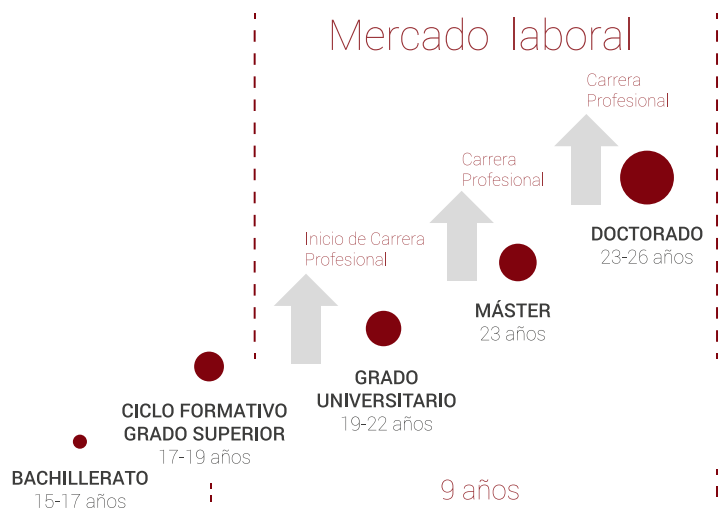 Mercado laboral
Carrera
Profesional
Carrera
Profesional
Inicio de Carrera
Profesional
DOCTORADO
23-26 años
MÁSTER
23 años
GRADO
UNIVERSITARIO
19-22 años
CICLO FORMATIVO
GRADO SUPERIOR
17-19 años
BACHILLERATO
15-17 años
9 años